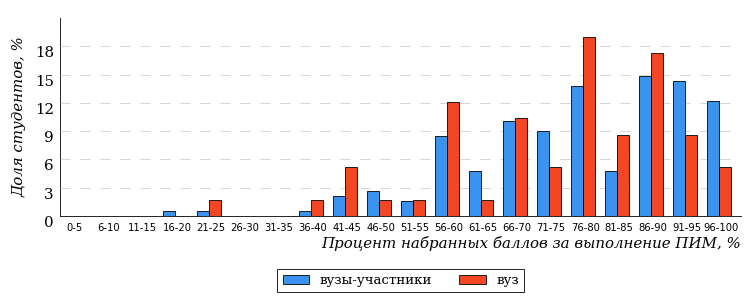 Доля студентов, %
18
15
12
9
6
3
0
0-5 6-10 11-15 16-20 21-25 26-30 31-35 36-40 41-45 46-50 51-55 56-60 61-65 66-70 71-75 76-80 81-85 86-90 91-95 96-100
Процент набранных баллов за выполнение ПИМ, %
вузы-участники вуз